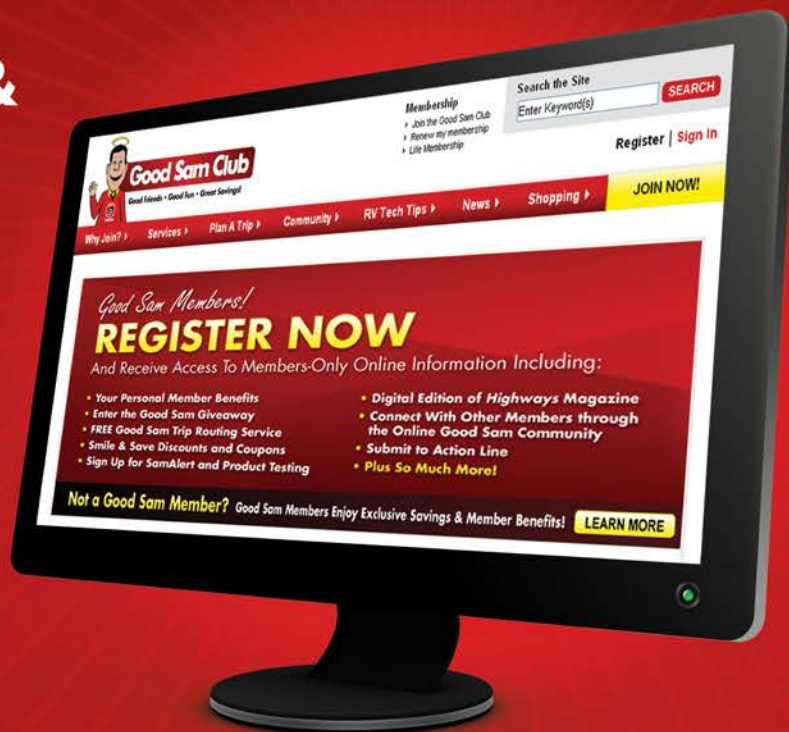 &
Membership
Join the Good Sam Club
Renew my membership
Life Membership
Search the Site
Enter Keyword(s)
SEARCH
Register | Sign In
Good Sam Club
Good Friends • Good Fun • Great Savings!
Why Join?
Services
Plan A Trip
Community
RV Tech Tips
News
Shopping
JOIN NOW!
Good Sam Members!
REGISTER NOW
And Receive Access To Members-Only Online Information Including:
• Your Personal Member Benefits
• Enter the Good Sam Giveaway
• FREE Good Sam Trip Routing Service
• Smile & Save Discounts and Coupons
• Sign Up for SamAlert and Product Testing
• Digital Edition of Highways Magazine
• Connect With Other Members through
the Online Good Sam Community
• Submit to Action Line
• Plus So Much More!
Not a Good Sam Member? Good Sam Members Enjoy Exclusive Savings & Member Benefits! LEARN MORE